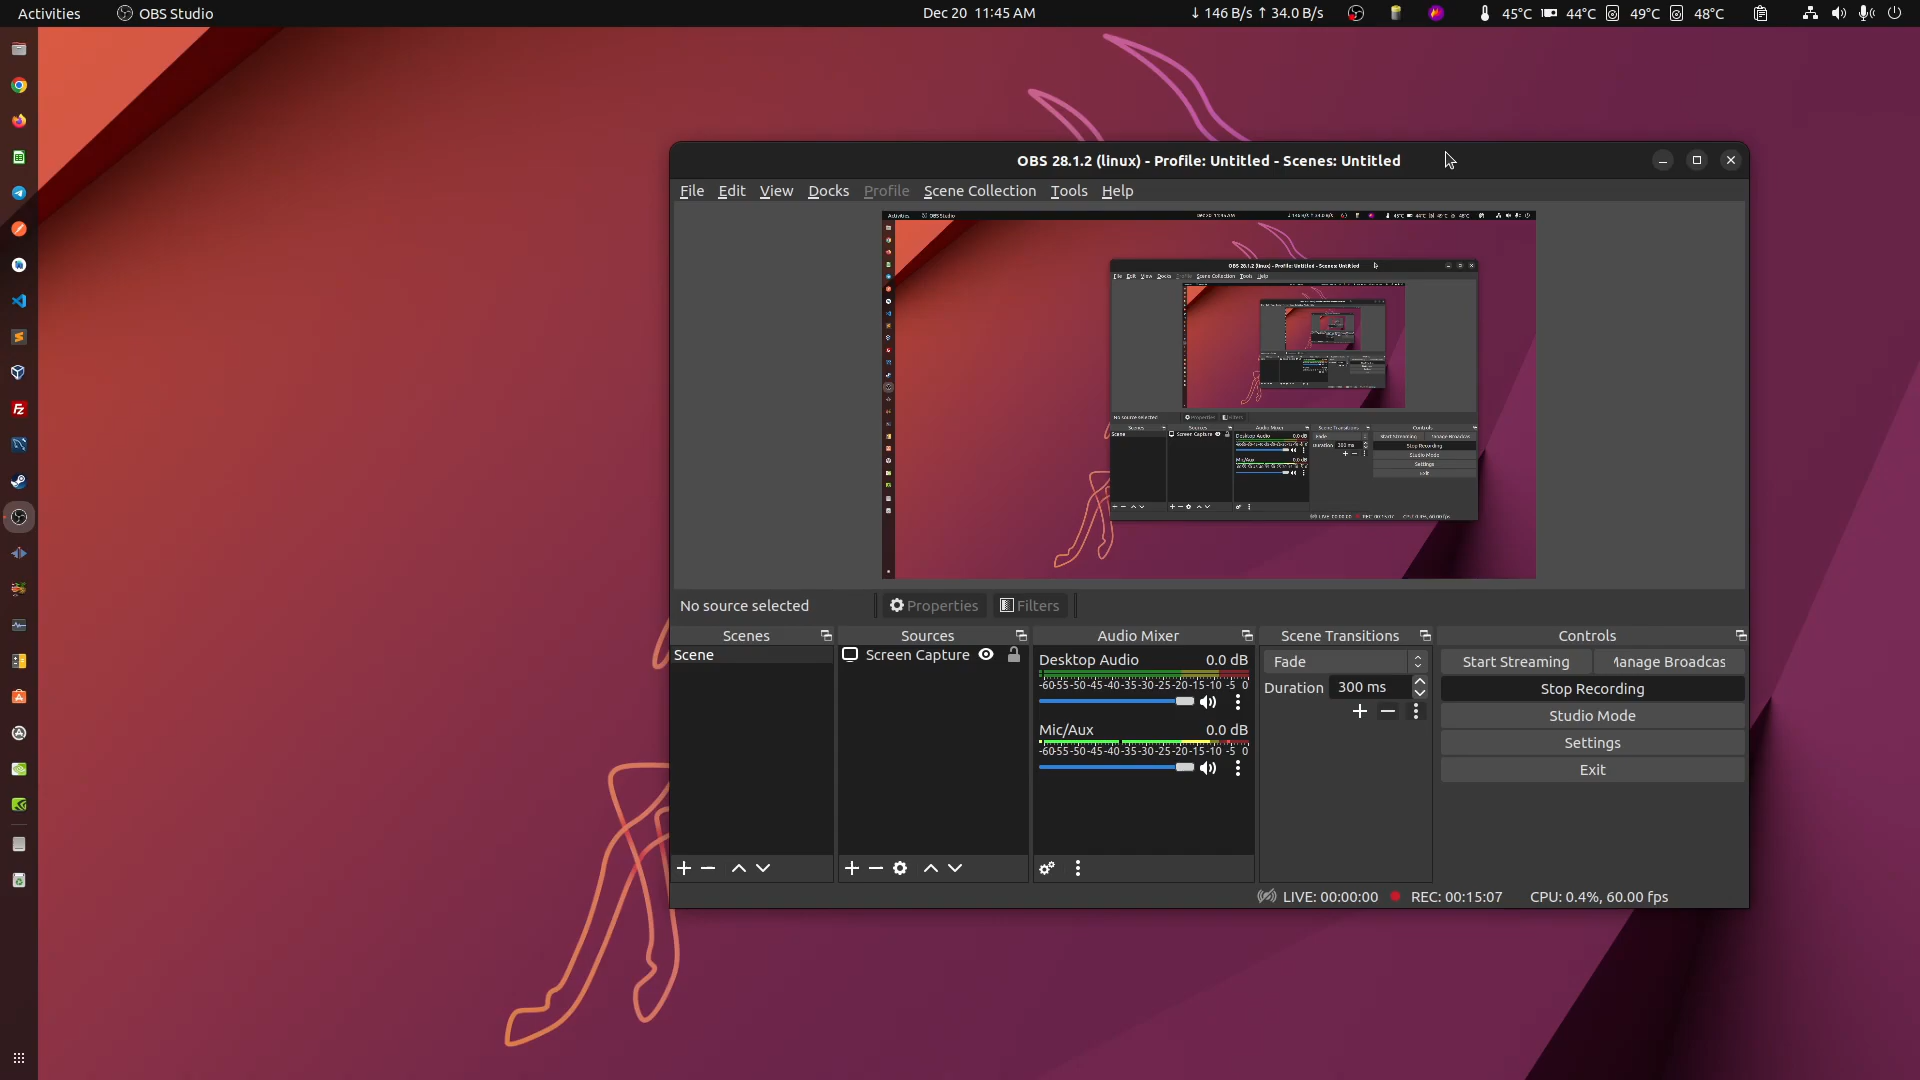 Activities OBS Studio Dec 20 11:45 AM ↓ 146 B/s ↑ 34.0 B/s 45°C 44°C 49°C 48°C
OBS 28.1.2 (linux) - Profile: Untitled - Scenes: Untitled
File Edit View Docks Profile Scene Collection Tools Help
No source selected Properties Filters
Scenes Sources Audio Mixer Scene Transitions Controls
Scene
Screen Capture
Desktop Audio 0.0 dB
-60-55-50-45-40-35-30-25-20-15-10 -5 0
Mic/Aux 0.0 dB
-60-55-50-45-40-35-30-25-20-15-10 -5 0
Fade
Duration 300 ms
Start Streaming Manage Broadcas
Stop Recording
Studio Mode
Settings
Exit
LIVE: 00:00:00 REC: 00:15:07 CPU: 0.4%, 60.00 fps